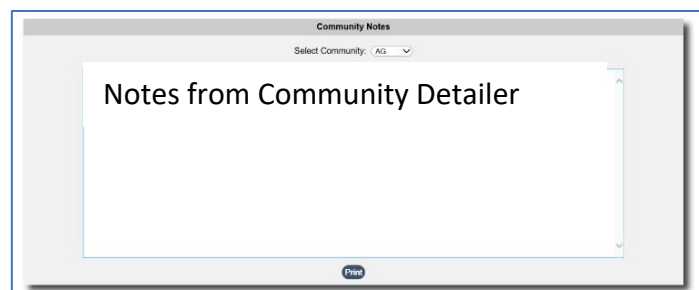 Community Notes
Select Community: AG
Notes from Community Detailer
Print